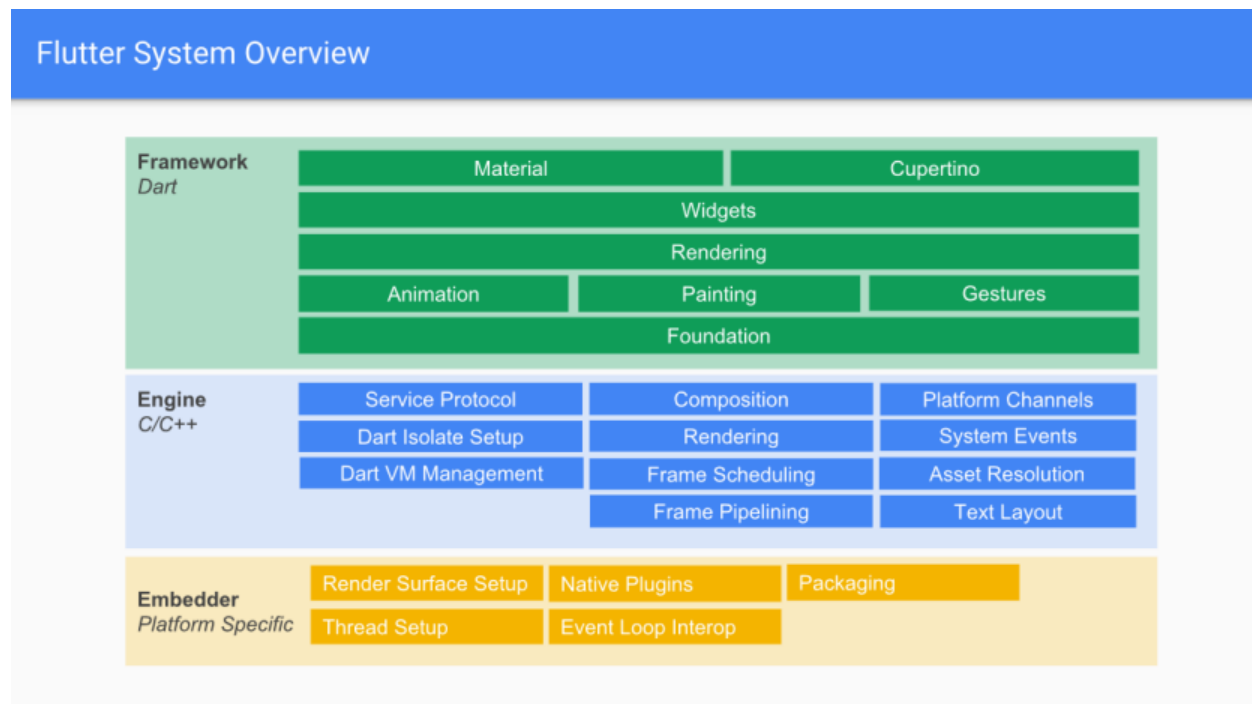 Flutter System Overview
Framework
Dart
Material
Cupertino
Widgets
Rendering
Animation
Painting
Gestures
Foundation
Engine
C/C++
Service Protocol
Composition
Platform Channels
Dart Isolate Setup
Rendering
System Events
Dart VM Management
Frame Scheduling
Asset Resolution
Frame Pipelining
Text Layout
Embedder
Platform Specific
Render Surface Setup
Native Plugins
Packaging
Thread Setup
Event Loop Interop